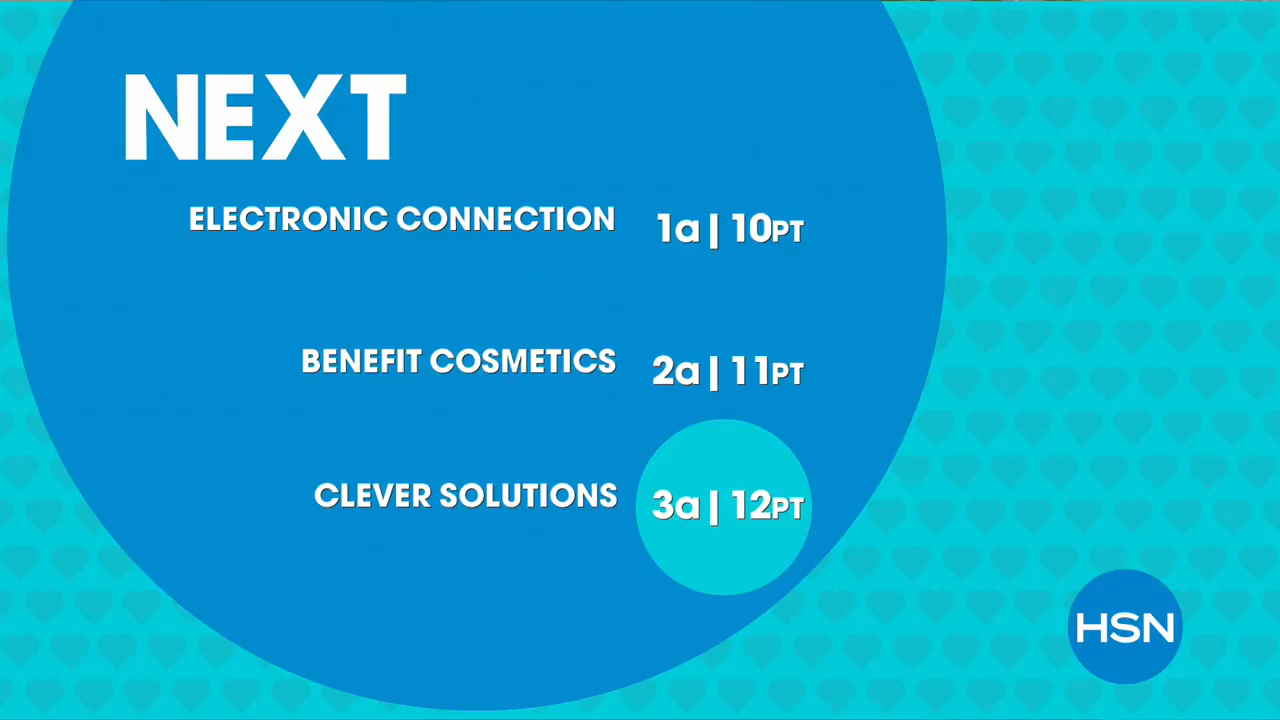 NEXT
ELECTRONIC CONNECTION 1a | 10PT
BENEFIT COSMETICS 2a | 11PT
CLEVER SOLUTIONS 3a | 12PT
HSN